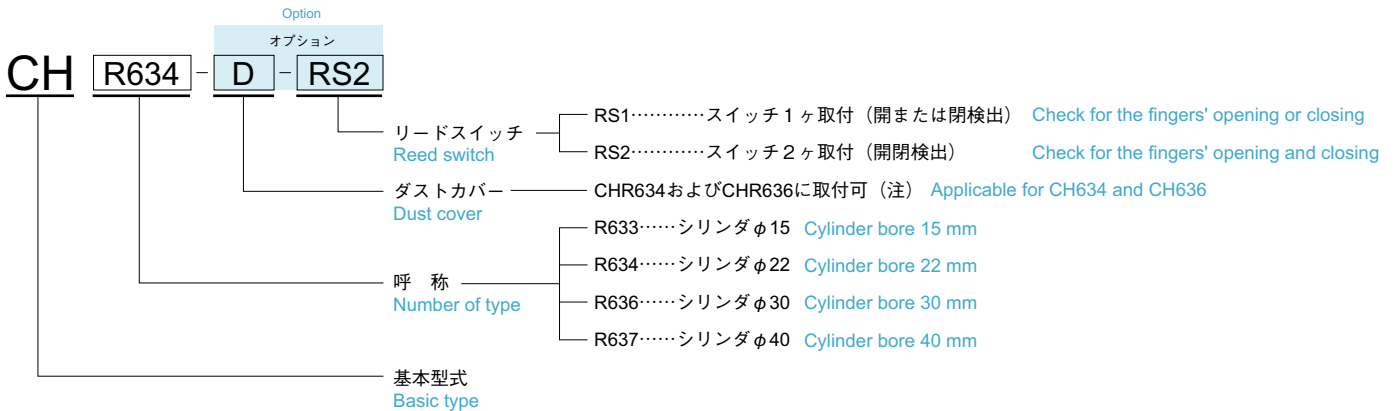 Option
オプション
CH R634 - D - RS2
リードスイッチ
Reed switch
RS1…………スイッチ1ヶ取付（開または閉検出） Check for the fingers' opening or closing
RS2…………スイッチ2ヶ取付（開閉検出） Check for the fingers' opening and closing
ダストカバー
Dust cover
CHR634およびCHR636に取付可（注） Applicable for CH634 and CH636
呼　称
Number of type
R633……シリンダφ15 Cylinder bore 15 mm
R634……シリンダφ22 Cylinder bore 22 mm
R636……シリンダφ30 Cylinder bore 30 mm
R637……シリンダφ40 Cylinder bore 40 mm
基本型式
Basic type